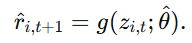 r̂_{i,t+1} = g(z_{i,t}; θ̂).